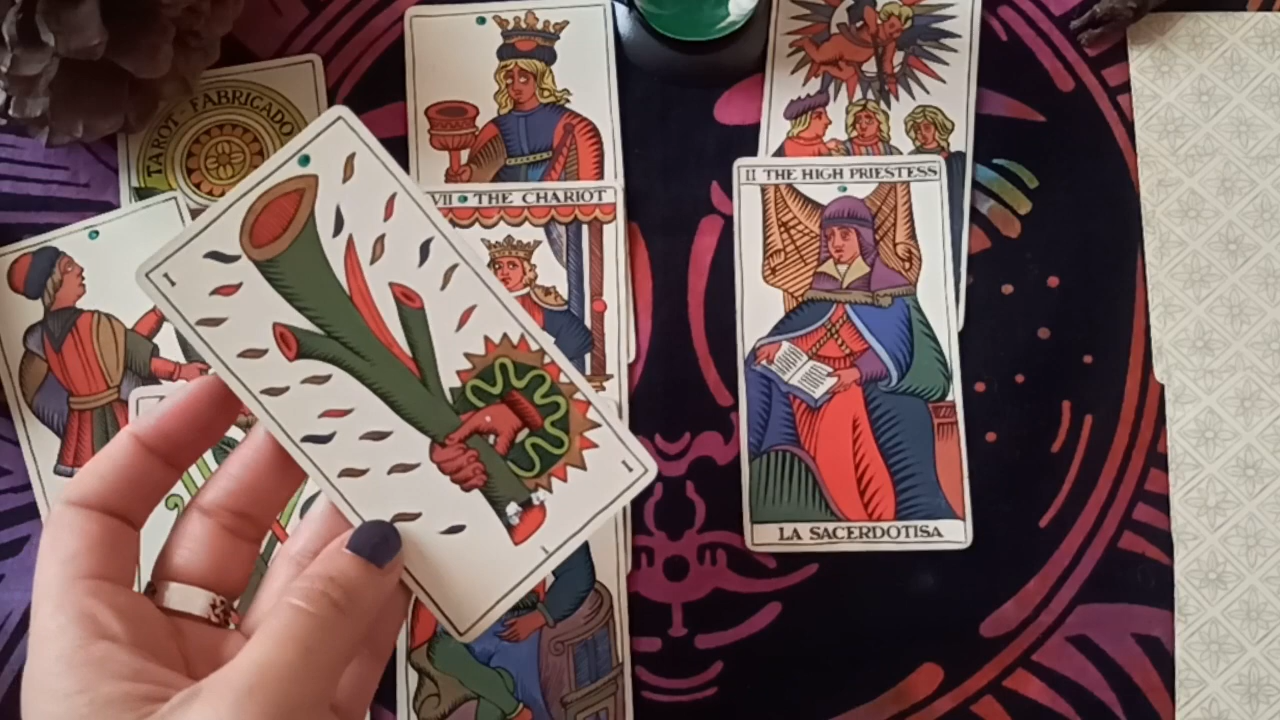 TAROT · FABRICADO
VII · THE CHARIOT
II THE HIGH PRIESTESS
LA SACERDOTISA
I
I